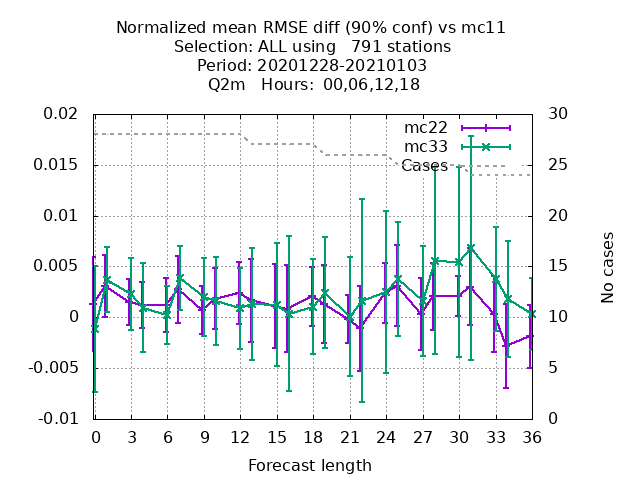 Normalized mean RMSE diff (90% conf) vs mc11
Selection: ALL using   791 stations
Period: 20201228-20210103
Q2m   Hours:  00,06,12,18
0.02
0.015
0.01
0.005
0
-0.005
-0.01
30
25
20
15
10
5
0
mc22
mc33
Cases
No cases
0 3 6 9 12 15 18 21 24 27 30 33 36
Forecast length